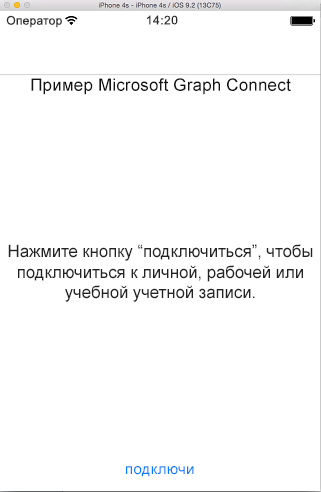 iPhone 4s - iPhone 4s / iOS 9.2 (13C75)
Оператор 14:20
Пример Microsoft Graph Connect
Нажмите кнопку “подключиться”, чтобы
подключиться к личной, рабочей или
учебной учетной записи.
ПОДКЛЮЧИ